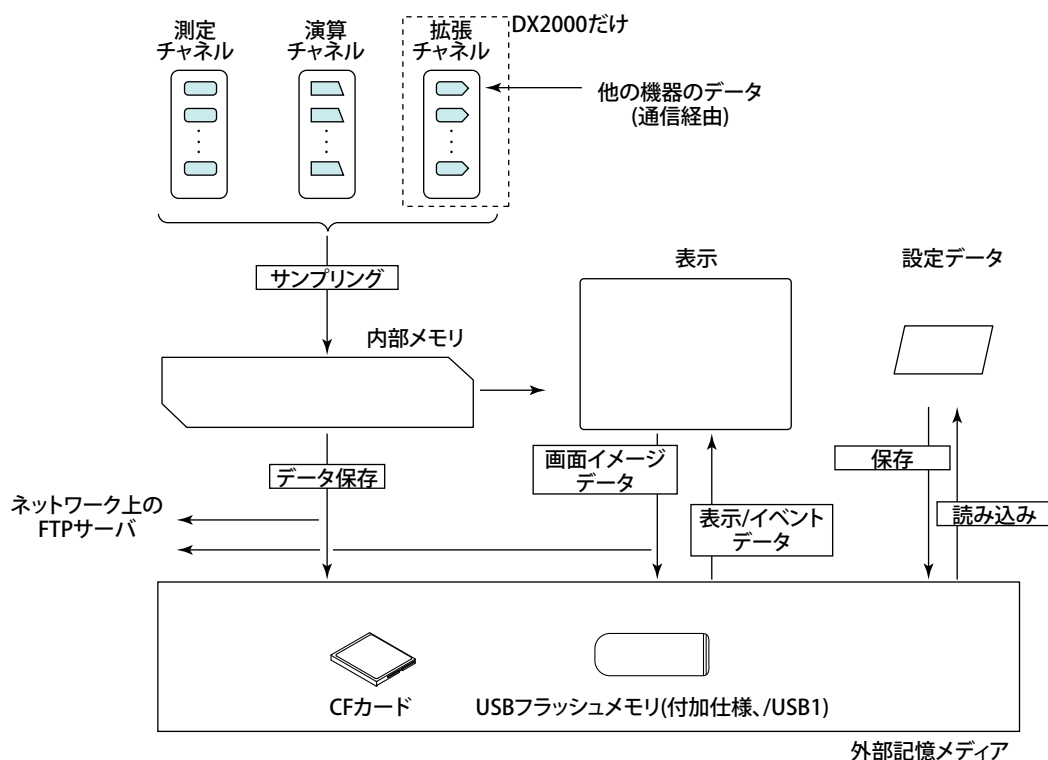 測定
チャネル
演算
チャネル
拡張
チャネル
DX2000だけ
他の機器のデータ
(通信経由)
サンプリング
内部メモリ
表示
設定データ
データ保存
画面イメージ
データ
保存
ネットワーク上の
FTPサーバ
表示/イベント
データ
読み込み
CFカード
USBフラッシュメモリ(付加仕様、/USB1)
外部記憶メディア